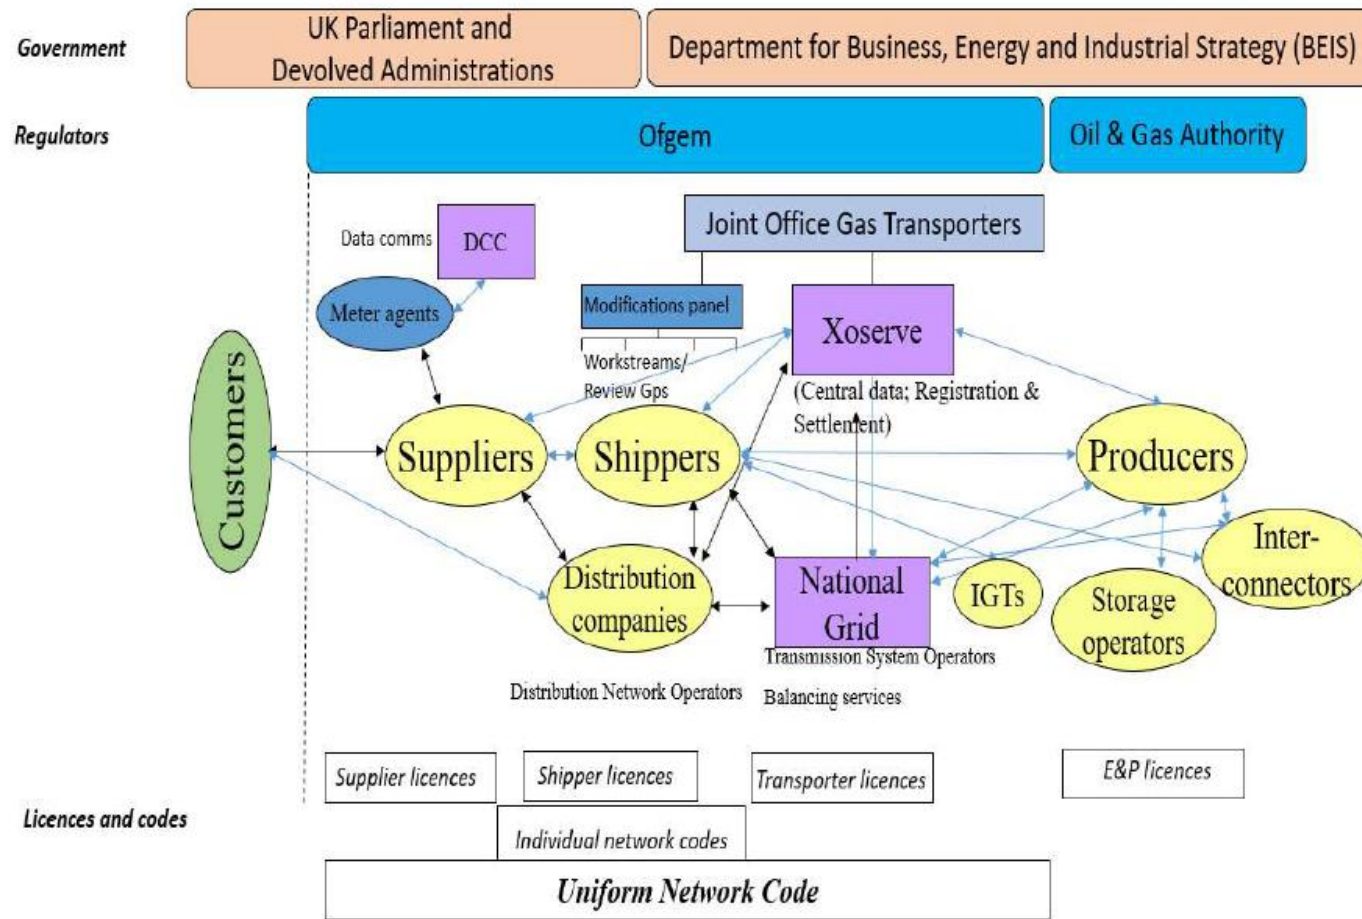 Government
UK Parliament and
Devolved Administrations
Department for Business, Energy and Industrial Strategy (BEIS)
Regulators
Ofgem
Oil & Gas Authority
Joint Office Gas Transporters
Data comms
DCC
Meter agents
Modifications panel
Xoserve
Workstreams/
Review Gps
(Central data; Registration &
Settlement)
Customers
Suppliers
Shippers
Producers
Distribution
companies
National
Grid
IGTs
Storage
operators
Inter-
connectors
Transmission System Operators
Distribution Network Operators
Balancing services
Supplier licences
Shipper licences
Transporter licences
E&P licences
Licences and codes
Individual network codes
Uniform Network Code